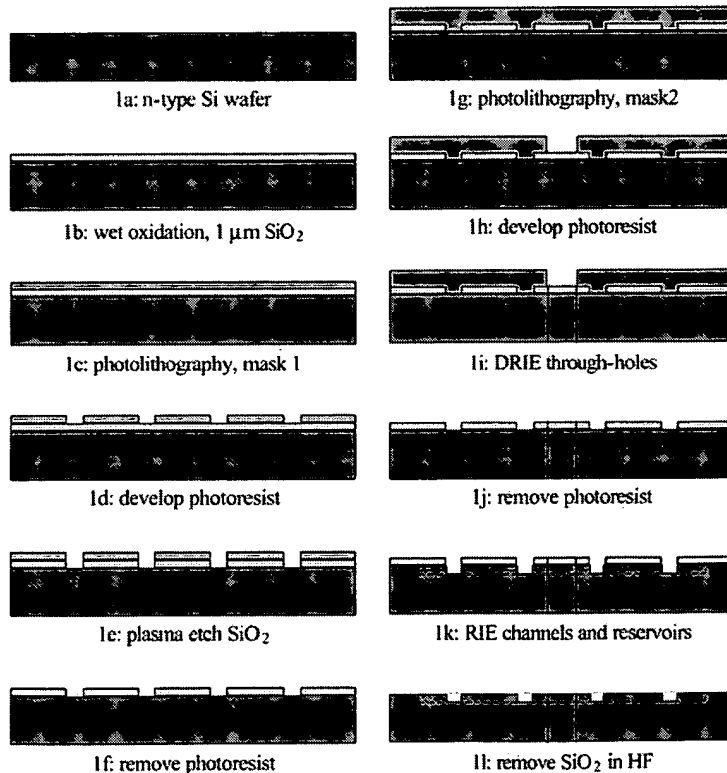 1a: n-type Si wafer
1b: wet oxidation, 1 μm SiO₂
1c: photolithography, mask 1
1d: develop photoresist
1e: plasma etch SiO₂
1f: remove photoresist
1g: photolithography, mask2
1h: develop photoresist
1i: DRIE through-holes
1j: remove photoresist
1k: RIE channels and reservoirs
1l: remove SiO₂ in HF